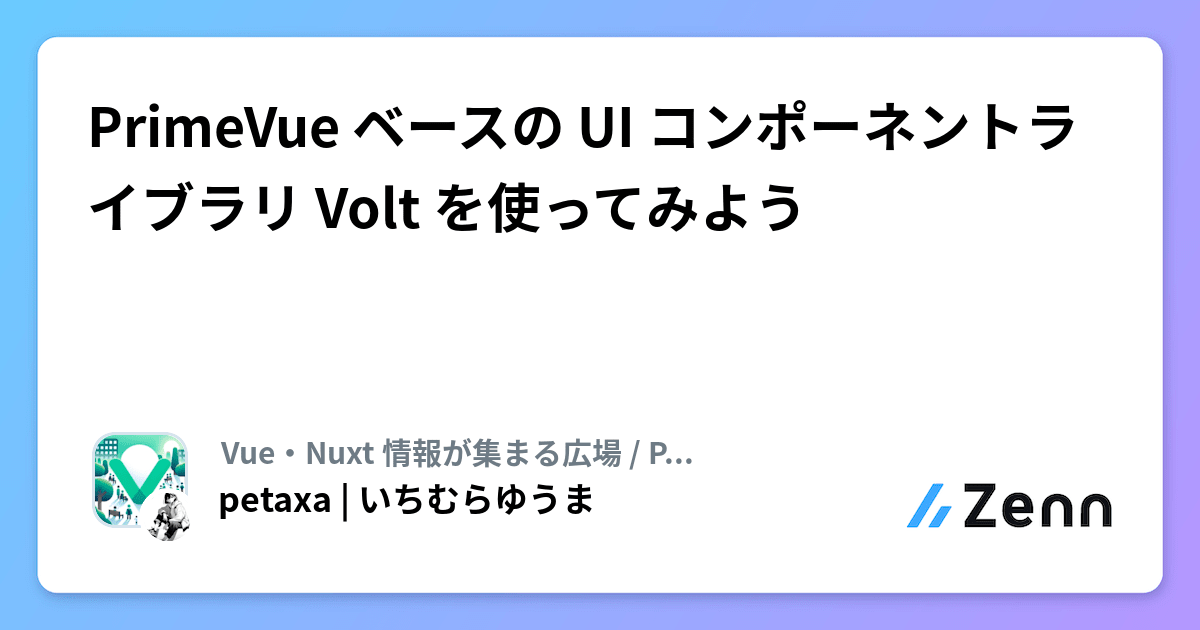 PrimeVue ベースの UI コンポーネントラ
イブラリ Volt を使ってみよう
Vue・Nuxt 情報が集まる広場 / P...
petaxa | いちむらゆうま
Zenn